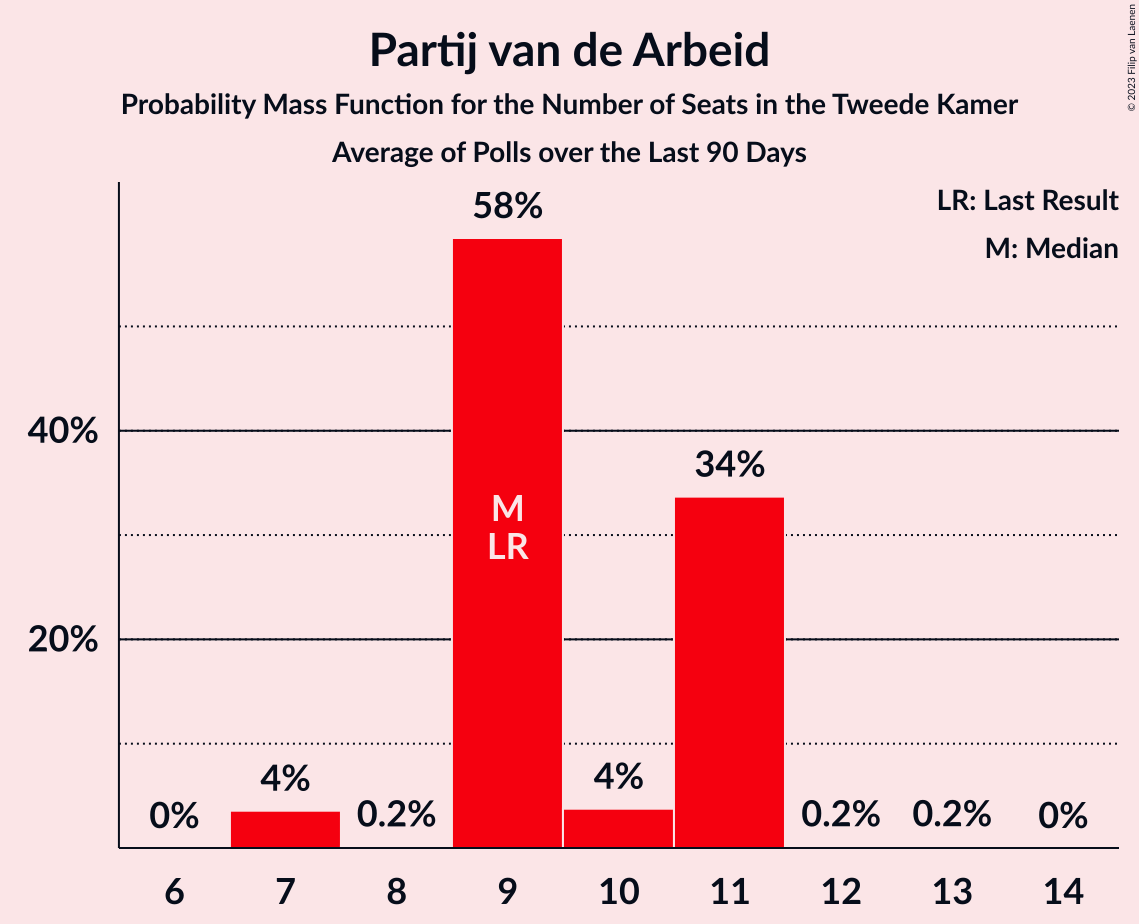 Partij van de Arbeid
Probability Mass Function for the Number of Seats in the Tweede Kamer
Average of Polls over the Last 90 Days
© 2023 Filip van Laenen
LR: Last Result
M: Median
58%
40%
34%
M
LR
20%
0%
4%
0.2%
4%
0.2%
0.2%
0%
6 7 8 9 10 11 12 13 14